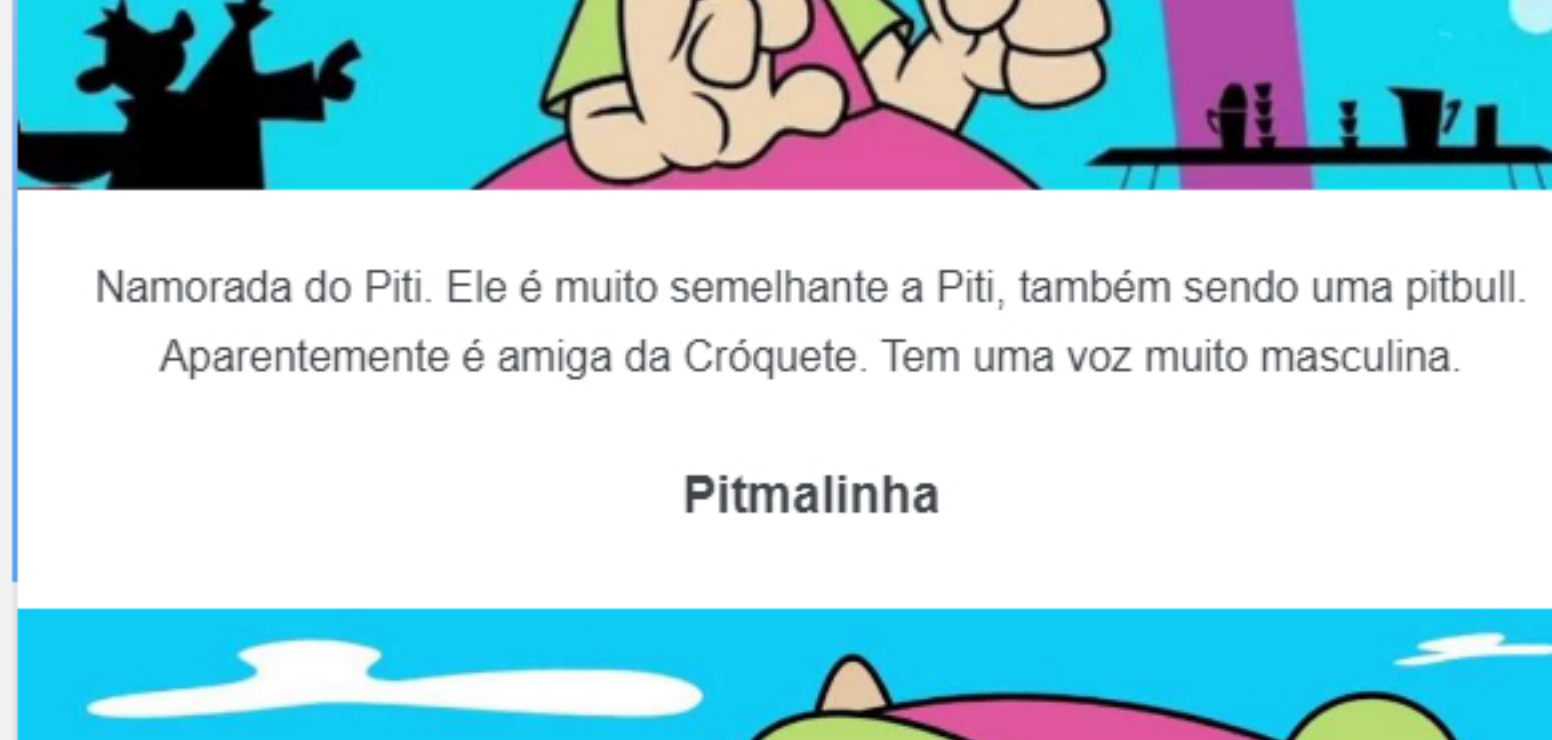 Namorada do Piti. Ele é muito semelhante a Piti, também sendo uma pitbull.
Aparentemente é amiga da Cróquete. Tem uma voz muito masculina.
Pitmalinha